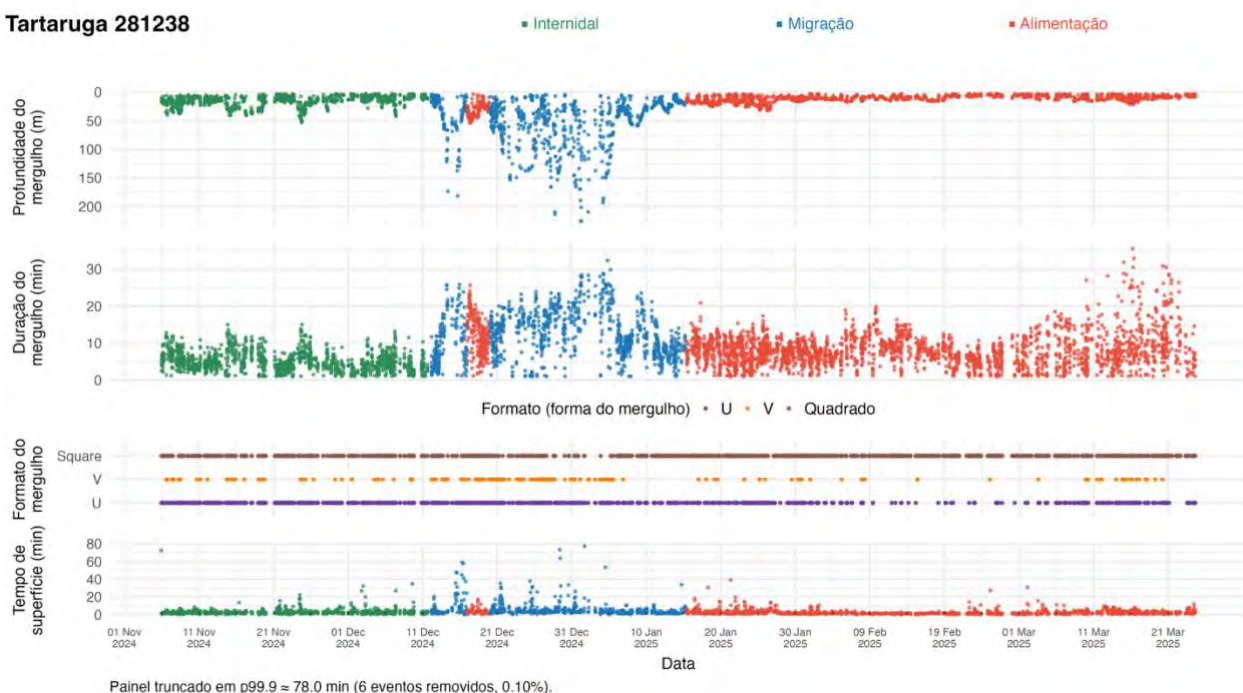 Tartaruga 281238
Internidal
Migração
Alimentação
Profundidade do
mergulho (m)
0
50
100
150
200
Duração do
mergulho (min)
30
20
10
0
Formato (forma do mergulho) U V Quadrado
Formato do
mergulho
Square
V
U
Tempo de
superfície (min)
80
60
40
20
0
01 Nov 11 Nov 21 Nov 01 Dec 11 Dec 21 Dec 31 Dec 10 Jan 20 Jan 30 Jan 09 Feb 19 Feb 01 Mar 11 Mar 21 Mar
2024 2024 2024 2024 2024 2024 2024 2025 2025 2025 2025 2025 2025 2025 2025
Data
Painel truncado em p99.9 ≈ 78.0 min (6 eventos removidos, 0.10%).